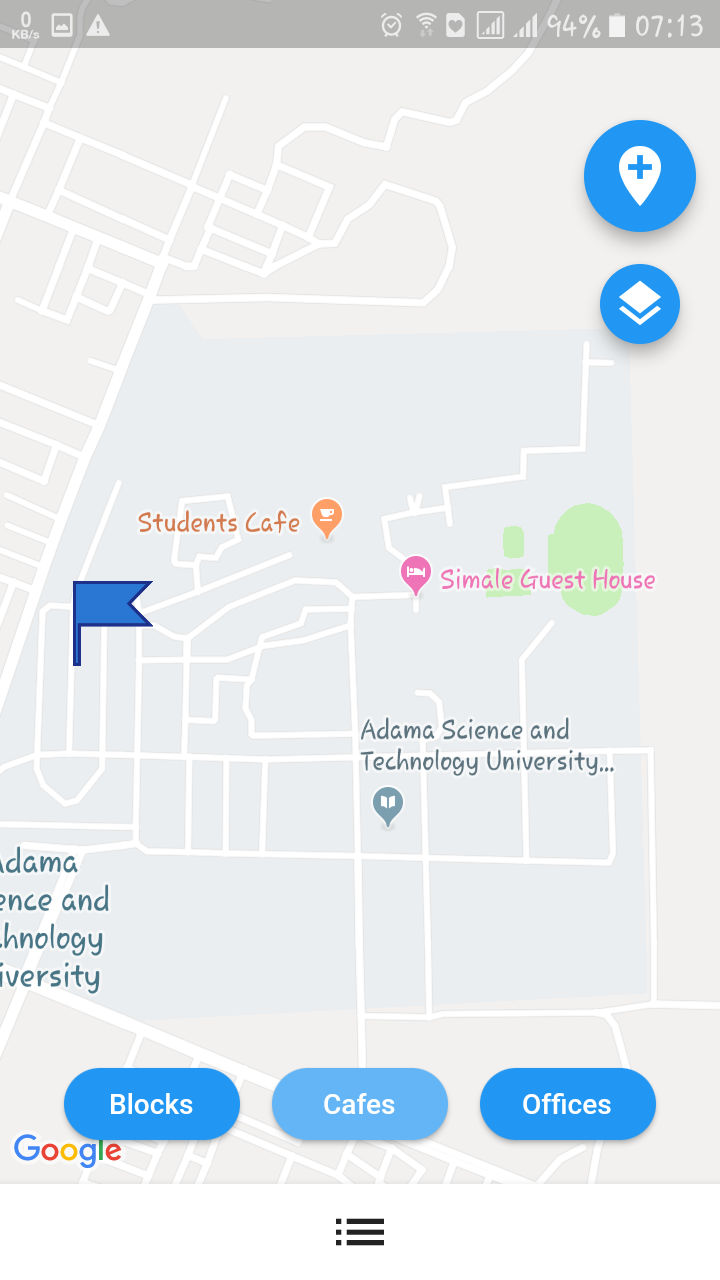 0
KB/s
94% 07:13
Students Cafe
Simale Guest House
Adama Science and
Technology University...
Adama
ence and
hnology
iversity
Blocks
Cafes
Offices
Google